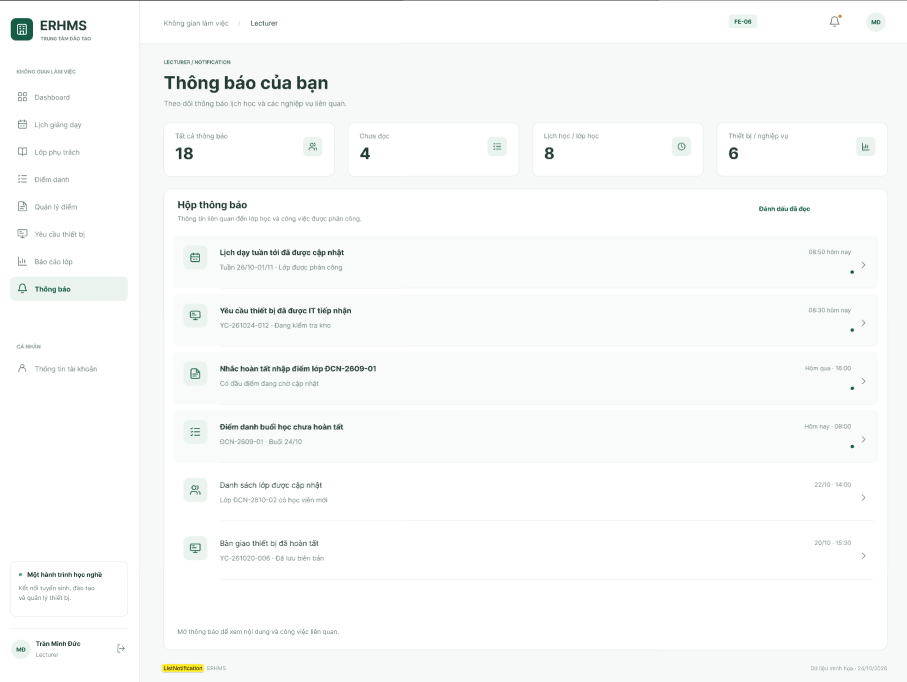 ERHMS
TRUNG TÂM ĐÀO TẠO
KHÔNG GIAN LÀM VIỆC
Dashboard
Lịch giảng dạy
Lớp phụ trách
Điểm danh
Quản lý điểm
Yêu cầu thiết bị
Báo cáo lớp
Thông báo
CÁ NHÂN
Thông tin tài khoản
Một hành trình học nghề
Kết nối tuyển sinh, đào tạo
và quản lý thiết bị.
MĐ
Trần Minh Đức
Lecturer
Không gian làm việc / Lecturer
FE-06
MĐ
LECTURER / NOTIFICATION
Thông báo của bạn
Theo dõi thông báo lịch học và các nghiệp vụ liên quan.
Tất cả thông báo
18
Chưa đọc
4
Lịch học / lớp học
8
Thiết bị / nghiệp vụ
6
Hộp thông báo
Thông tin liên quan đến lớp học và công việc được phân công.
Đánh dấu đã đọc
Lịch dạy tuần tới đã được cập nhật
08:50 hôm nay
Tuần 26/10-01/11 · Lớp được phân công
Yêu cầu thiết bị đã được IT tiếp nhận
08:30 hôm nay
YC-261024-012 · Đang kiểm tra kho
Nhắc hoàn tất nhập điểm lớp ĐCN-2609-01
Hôm qua · 16:00
Có đầu điểm đang chờ cập nhật
Điểm danh buổi học chưa hoàn tất
Hôm nay · 09:00
ĐCN-2609-01 · Buổi 24/10
Danh sách lớp được cập nhật
22/10 · 14:00
Lớp ĐCN-2610-02 có học viên mới
Bàn giao thiết bị đã hoàn tất
20/10 · 15:30
YC-261020-006 · Đã lưu biên bản
Mở thông báo để xem nội dung và công việc liên quan.
ListNotification ERHMS
Dữ liệu minh họa · 24/10/2026